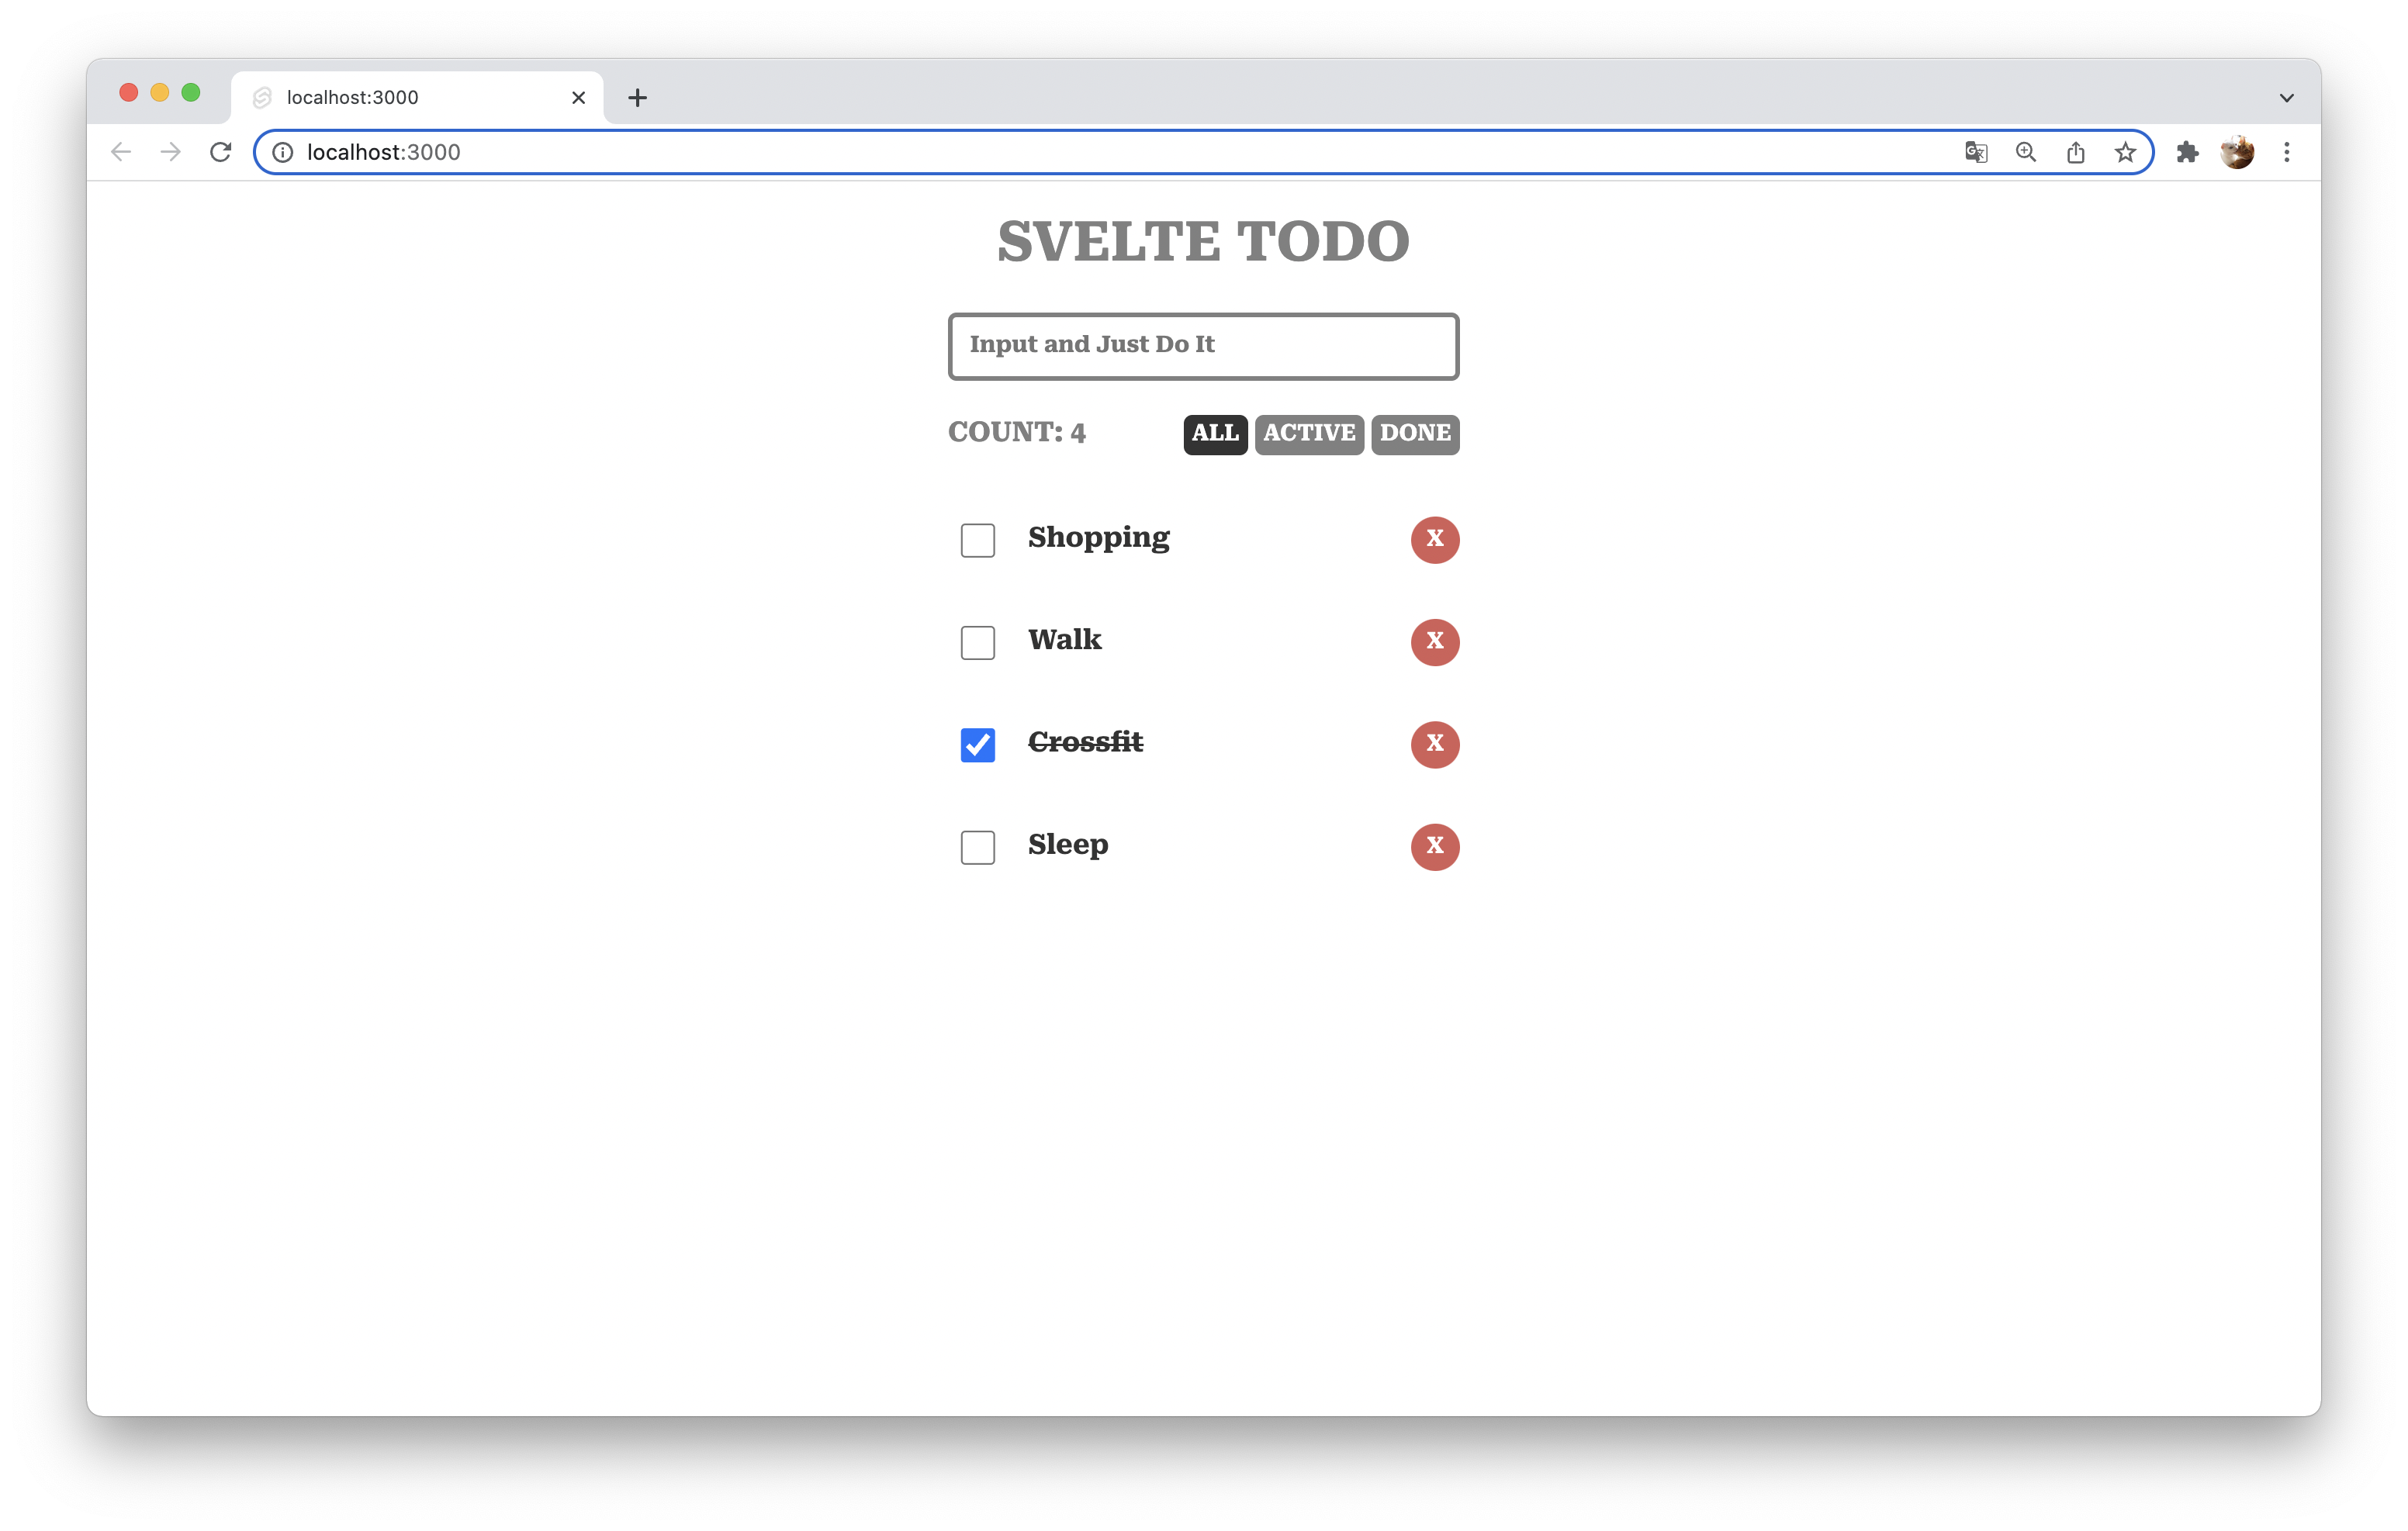 localhost:3000
localhost:3000
SVELTE TODO
Input and Just Do It
COUNT: 4 ALL ACTIVE DONE
Shopping X
Walk X
Crossfit X
Sleep X